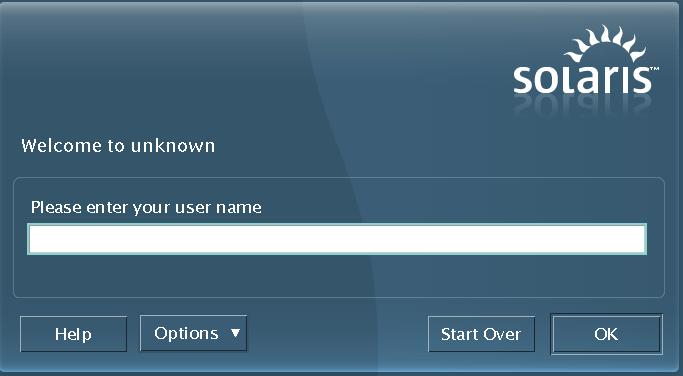 solaris™
Welcome to unknown
Please enter your user name
Help
Options ▼
Start Over
OK